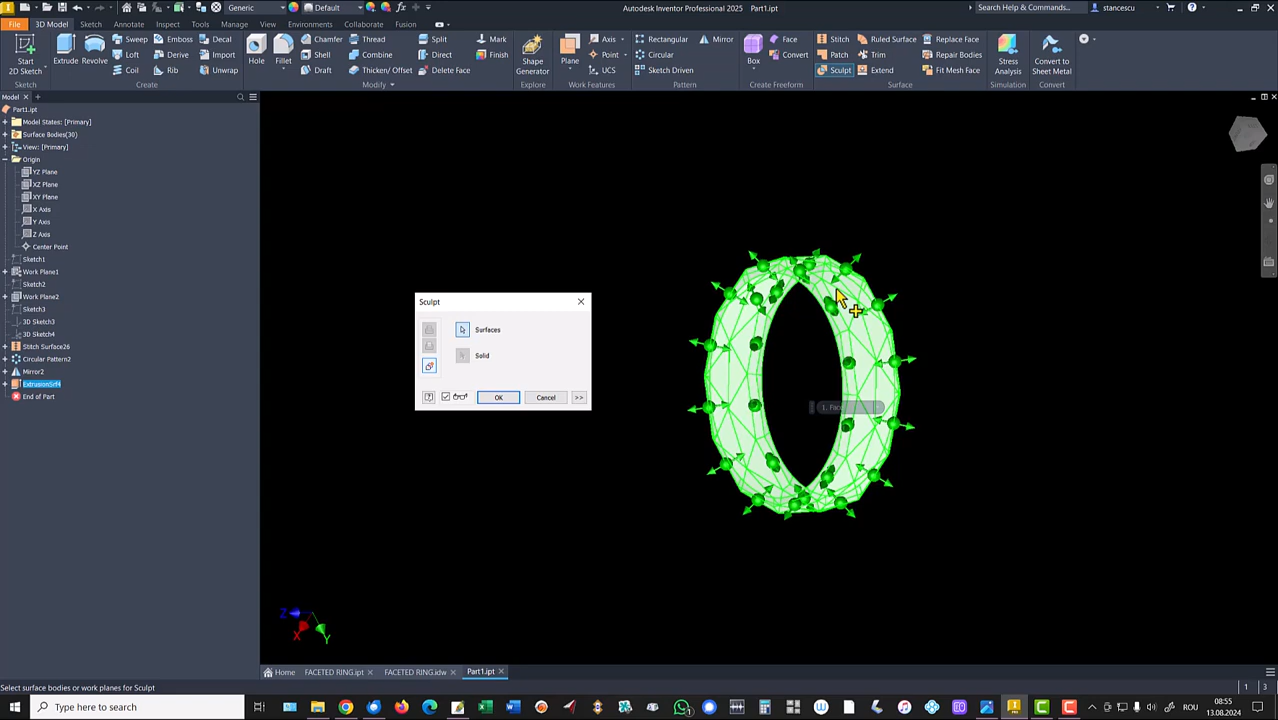 Generic
Default
Autodesk Inventor Professional 2025 Part1.ipt
Search Help & Commands...
stancescu
File
3D Model
Sketch
Annotate
Inspect
Tools
Manage
View
Environments
Collaborate
Fusion
Start
2D Sketch
Sketch
Extrude
Revolve
Sweep
Emboss
Decal
Loft
Derive
Import
Coil
Rib
Unwrap
Create
Hole
Fillet
Chamfer
Thread
Split
Mark
Shell
Combine
Direct
Finish
Draft
Thicken/ Offset
Delete Face
Modify
Shape
Generator
Explore
Plane
Axis
Point
UCS
Work Features
Rectangular
Mirror
Circular
Sketch Driven
Pattern
Box
Face
Convert
Create Freeform
Stitch
Ruled Surface
Replace Face
Patch
Trim
Repair Bodies
Sculpt
Extend
Fit Mesh Face
Surface
Stress
Analysis
Simulation
Convert to
Sheet Metal
Convert
Model
Part1.ipt
Model States: [Primary]
Surface Bodies(30)
View: [Primary]
Origin
YZ Plane
XZ Plane
XY Plane
X Axis
Y Axis
Z Axis
Center Point
Sketch1
Work Plane1
Sketch2
Work Plane2
Sketch3
3D Sketch3
3D Sketch4
Stitch Surface26
Circular Pattern2
Mirror2
ExtrusionSrf4
End of Part
Sculpt
Surfaces
Solid
OK
Cancel
>>
Z
X
Y
Home
FACETED RING.ipt
FACETED RING.idw
Part1.ipt
Select surface bodies or work planes for Sculpt
1
3
Type here to search
ROU
08:55
13.08.2024